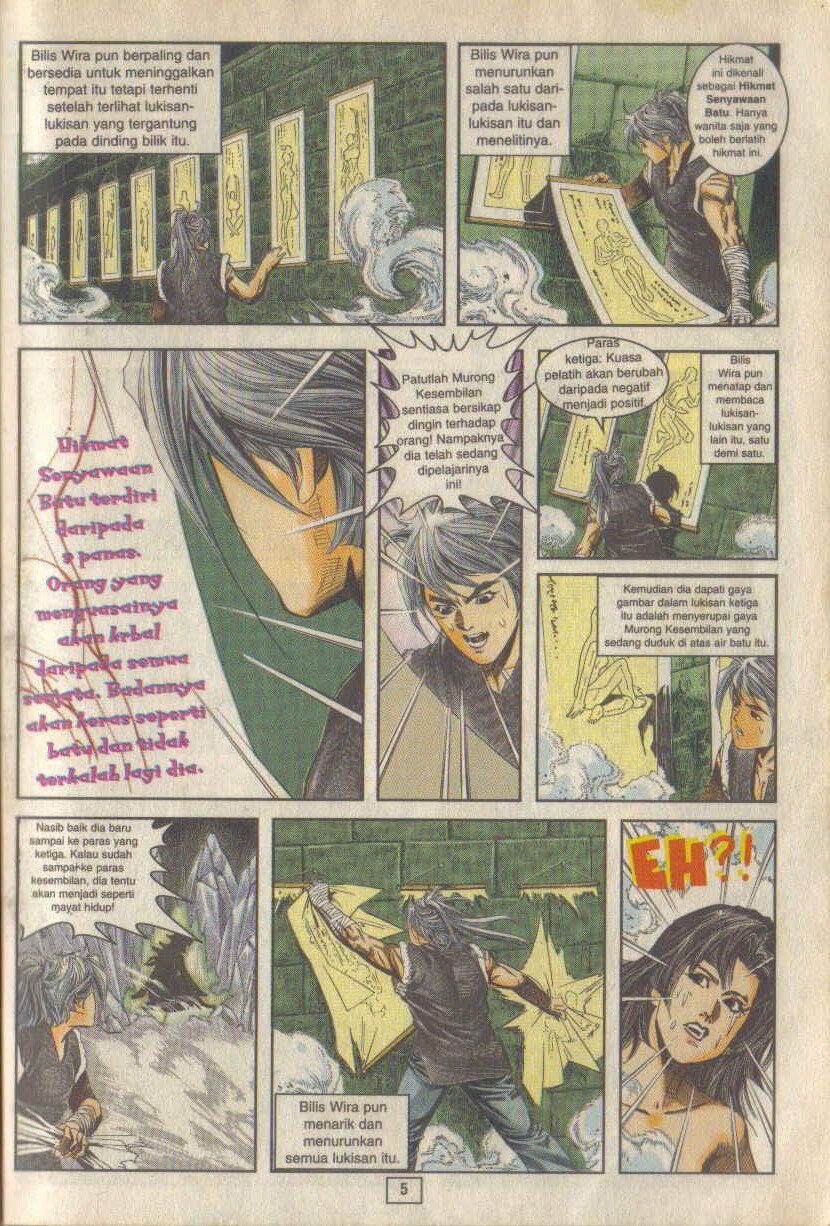 Bilis Wira pun berpaling dan
bersedia untuk meninggalkan
tempat itu tetapi terhenti
setelah terlihat lukisan-
lukisan yang tergantung
pada dinding bilik itu.
Bilis Wira pun
menurunkan
salah satu dari-
pada lukisan-
lukisan itu dan
menelitinya.
Hikmat
ini dikenali
sebagai Hikmat
Senyawaan
Batu. Hanya
wanita saja yang
boleh berlatih
hikmat ini.
Hikmat
Senyawaan
Batu terdiri
daripada
9 panas.
Orang yang
menguasainya
akan krbal
daripada semua
senjata. Badannya
akan keras seperti
batu dan tidak
terkalah lagi dia.
Patutlah Murong
Kesembilan
sentiasa bersikap
dingin terhadap
orang! Nampaknya
dia telah sedang
dipelajarinya
ini!
Paras
ketiga: Kuasa
pelatih akan berubah
daripada negatif
menjadi positif.
Bilis
Wira pun
menatap dan
membaca
lukisan-
lukisan yang
lain itu, satu
demi satu.
Kemudian dia dapati gaya
gambar dalam lukisan ketiga
itu adalah menyerupai gaya
Murong Kesembilan yang
sedang duduk di atas air batu itu.
Nasib baik dia baru
sampai ke paras yang
ketiga. Kalau sudah
sampai ke paras
kesembilan, dia tentu
akan menjadi seperti
mayat hidup!
Bilis Wira pun
menarik dan
menurunkan
semua lukisan itu.
EH?!
5